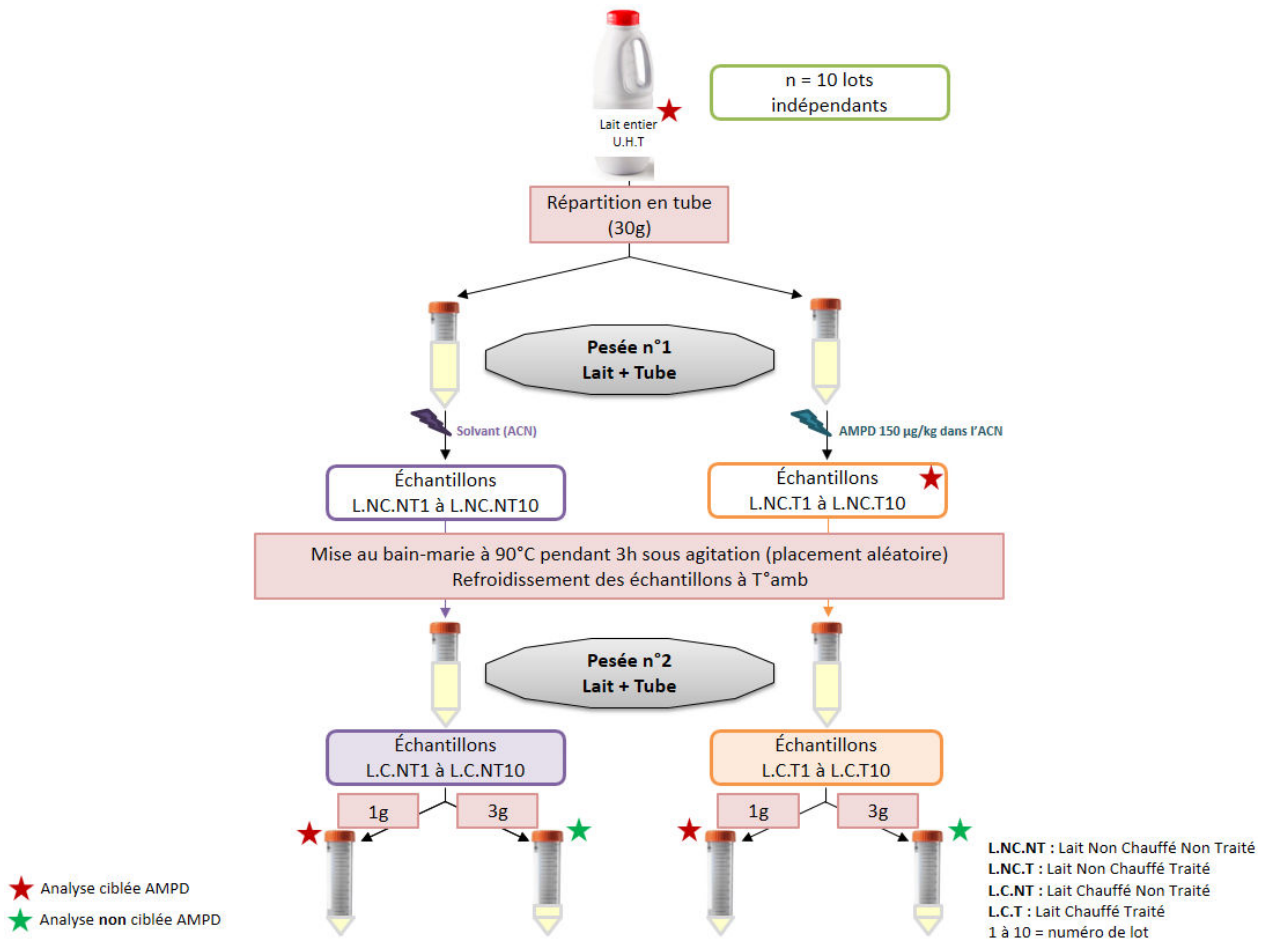 n = 10 lots
indépendants
Lait entier
U.H.T
Répartition en tube
(30g)
Pesée n°1
Lait + Tube
Solvant (ACN)
AMPD 150 µg/kg dans l'ACN
Échantillons
L.NC.NT1 à L.NC.NT10
Échantillons
L.NC.T1 à L.NC.T10
Mise au bain-marie à 90°C pendant 3h sous agitation (placement aléatoire)
Refroidissement des échantillons à T°amb
Pesée n°2
Lait + Tube
Échantillons
L.C.NT1 à L.C.NT10
Échantillons
L.C.T1 à L.C.T10
1g
3g
1g
3g
Analyse ciblée AMPD
Analyse non ciblée AMPD
L.NC.NT : Lait Non Chauffé Non Traité
L.NC.T : Lait Non Chauffé Traité
L.C.NT : Lait Chauffé Non Traité
L.C.T : Lait Chauffé Traité
1 à 10 = numéro de lot